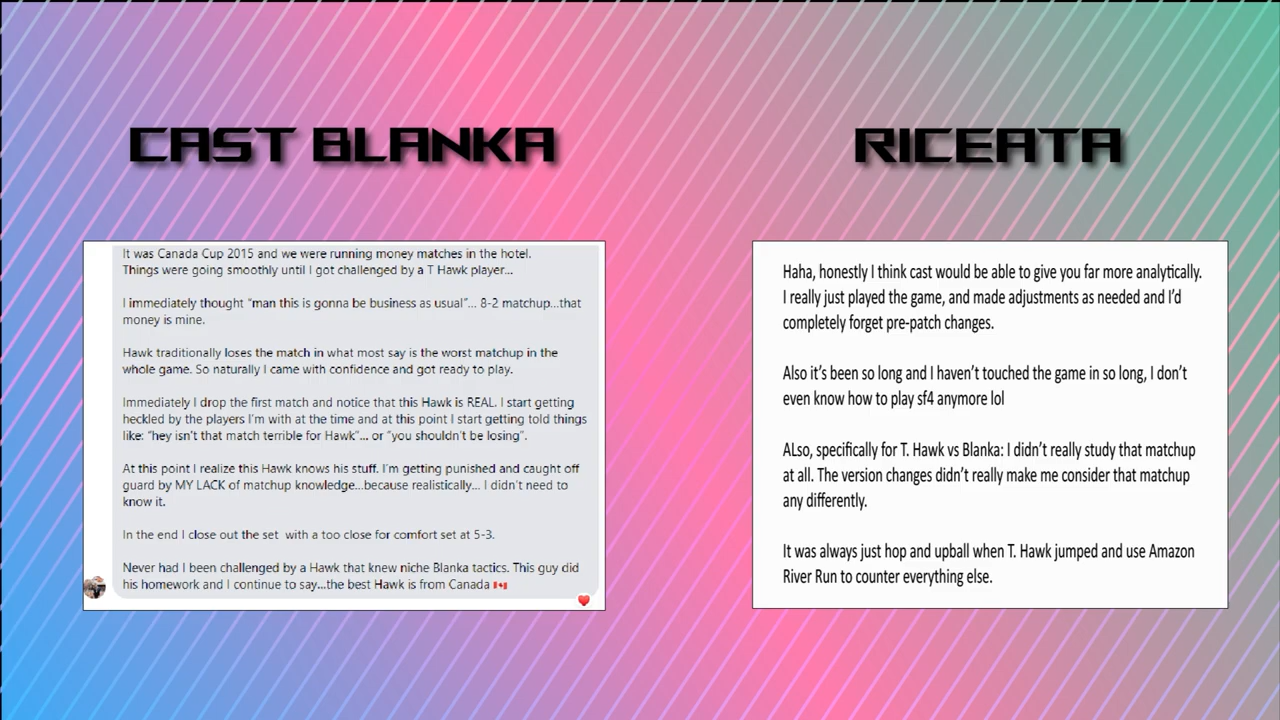 CAST BLANKA
It was Canada Cup 2015 and we were running money matches in the hotel.
Things were going smoothly until I got challenged by a T Hawk player...
I immediately thought “man this is gonna be business as usual”... 8-2 matchup...that
money is mine.
Hawk traditionally loses the match in what most say is the worst matchup in the
whole game. So naturally I came with confidence and got ready to play.
Immediately I drop the first match and notice that this Hawk is REAL. I start getting
heckled by the players I’m with at the time and at this point I start getting told things
like: “hey isn’t that match terrible for Hawk”... or “you shouldn’t be losing”.
At this point I realize this Hawk knows his stuff. I’m getting punished and caught off
guard by MY LACK of matchup knowledge...because realistically... I didn’t need to
know it.
In the end I close out the set  with a too close for comfort set at 5-3.
Never had I been challenged by a Hawk that knew niche Blanka tactics. This guy did
his homework and I continue to say...the best Hawk is from Canada 🇨🇦
RICEATA
Haha, honestly I think cast would be able to give you far more analytically.
I really just played the game, and made adjustments as needed and I’d
completely forget pre-patch changes.
Also it’s been so long and I haven’t touched the game in so long, I don’t
even know how to play sf4 anymore lol
ALso, specifically for T. Hawk vs Blanka: I didn’t really study that matchup
at all. The version changes didn’t really make me consider that matchup
any differently.
It was always just hop and upball when T. Hawk jumped and use Amazon
River Run to counter everything else.